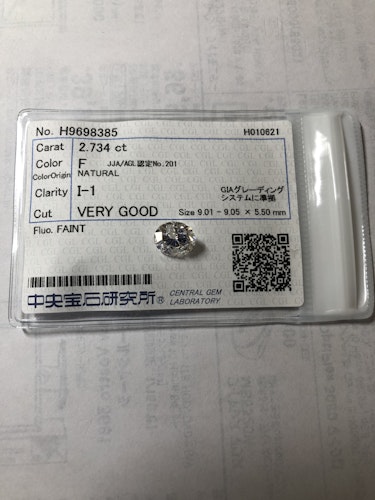 No. H9698385 H010621
Carat 2.734 ct
Color F JJA/AGL認定No.201
ColorOrigin NATURAL
Clarity I-1 GIAグレーディング
システムに準拠
Cut VERY GOOD Size 9.01 - 9.05 × 5.50 mm
Fluo. FAINT
中央宝石研究所® CENTRAL GEM
LABORATORY